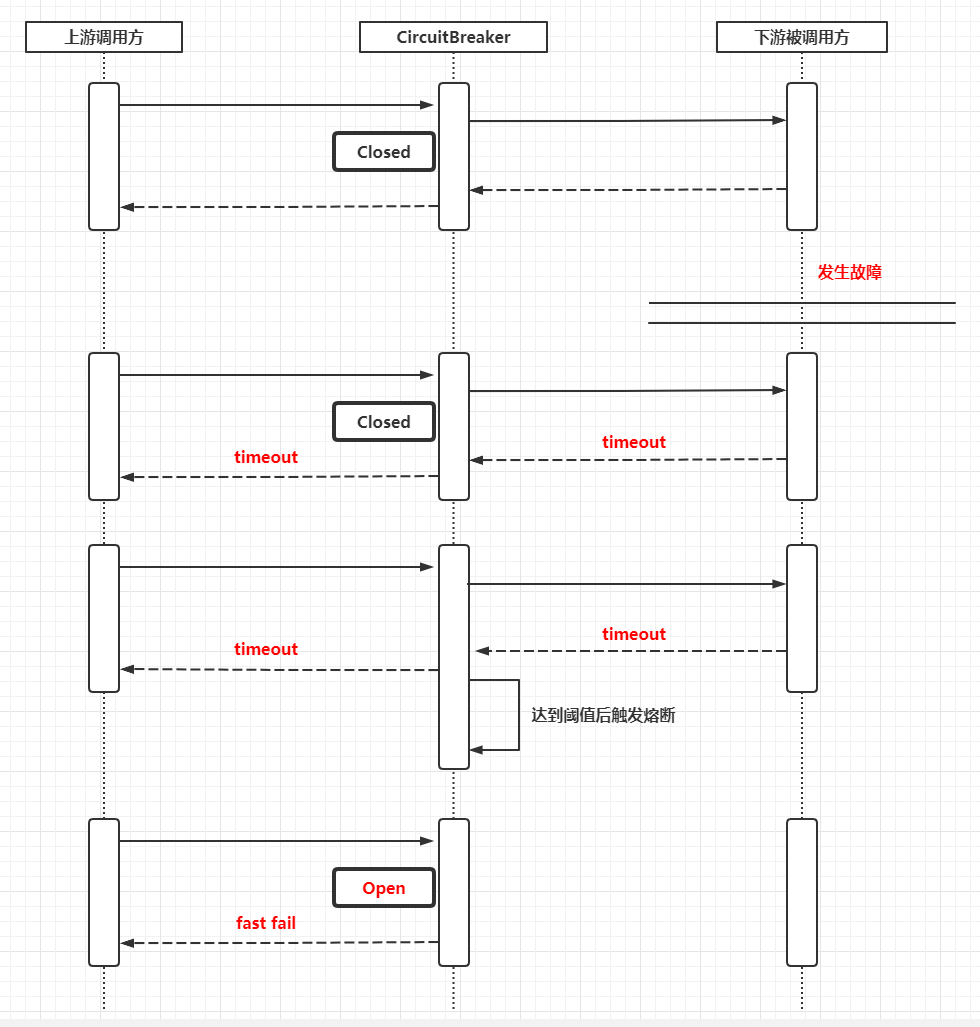 上游调用方
CircuitBreaker
下游被调用方
Closed
发生故障
Closed
timeout
timeout
timeout
timeout
达到阈值后触发熔断
Open
fast fail